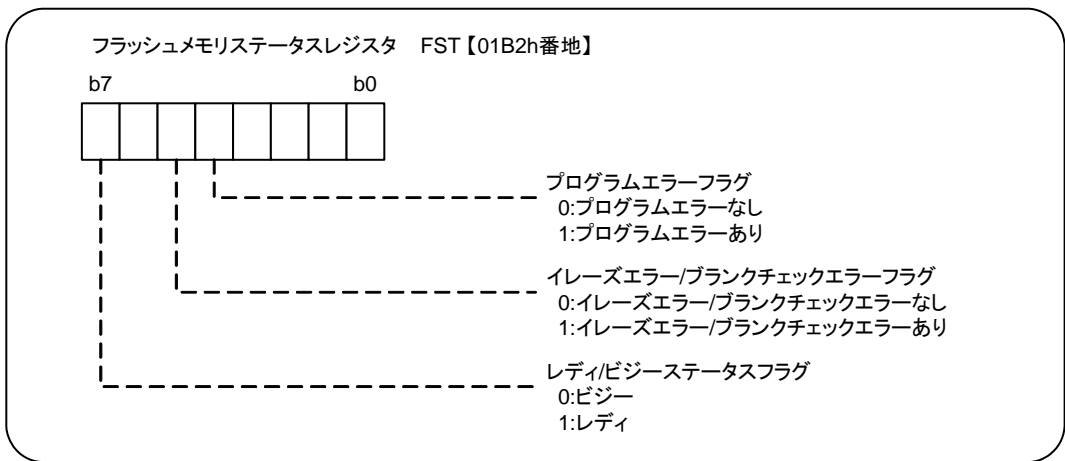 フラッシュメモリステータスレジスタ　FST【01B2h番地】
b7 b0
プログラムエラーフラグ
0:プログラムエラーなし
1:プログラムエラーあり
イレーズエラー/ブランクチェックエラーフラグ
0:イレーズエラー/ブランクチェックエラーなし
1:イレーズエラー/ブランクチェックエラーあり
レディ/ビジーステータスフラグ
0:ビジー
1:レディ